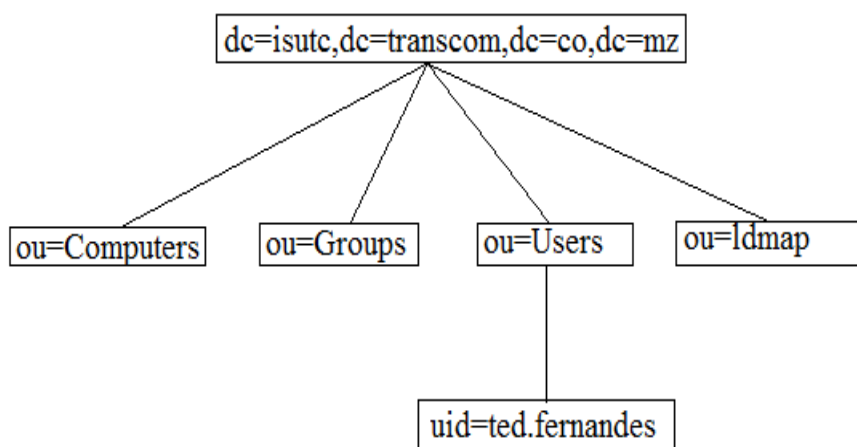 dc=isutc,dc=transcom,dc=co,dc=mz
ou=Computers
ou=Groups
ou=Users
ou=ldmap
uid=ted.fernandes